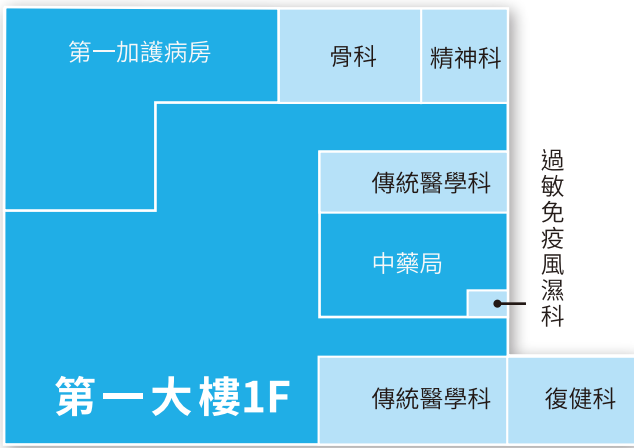 第一加護病房
骨科
精神科
傳統醫學科
過敏免疫風濕科
中藥局
第一大樓1F
傳統醫學科
復健科